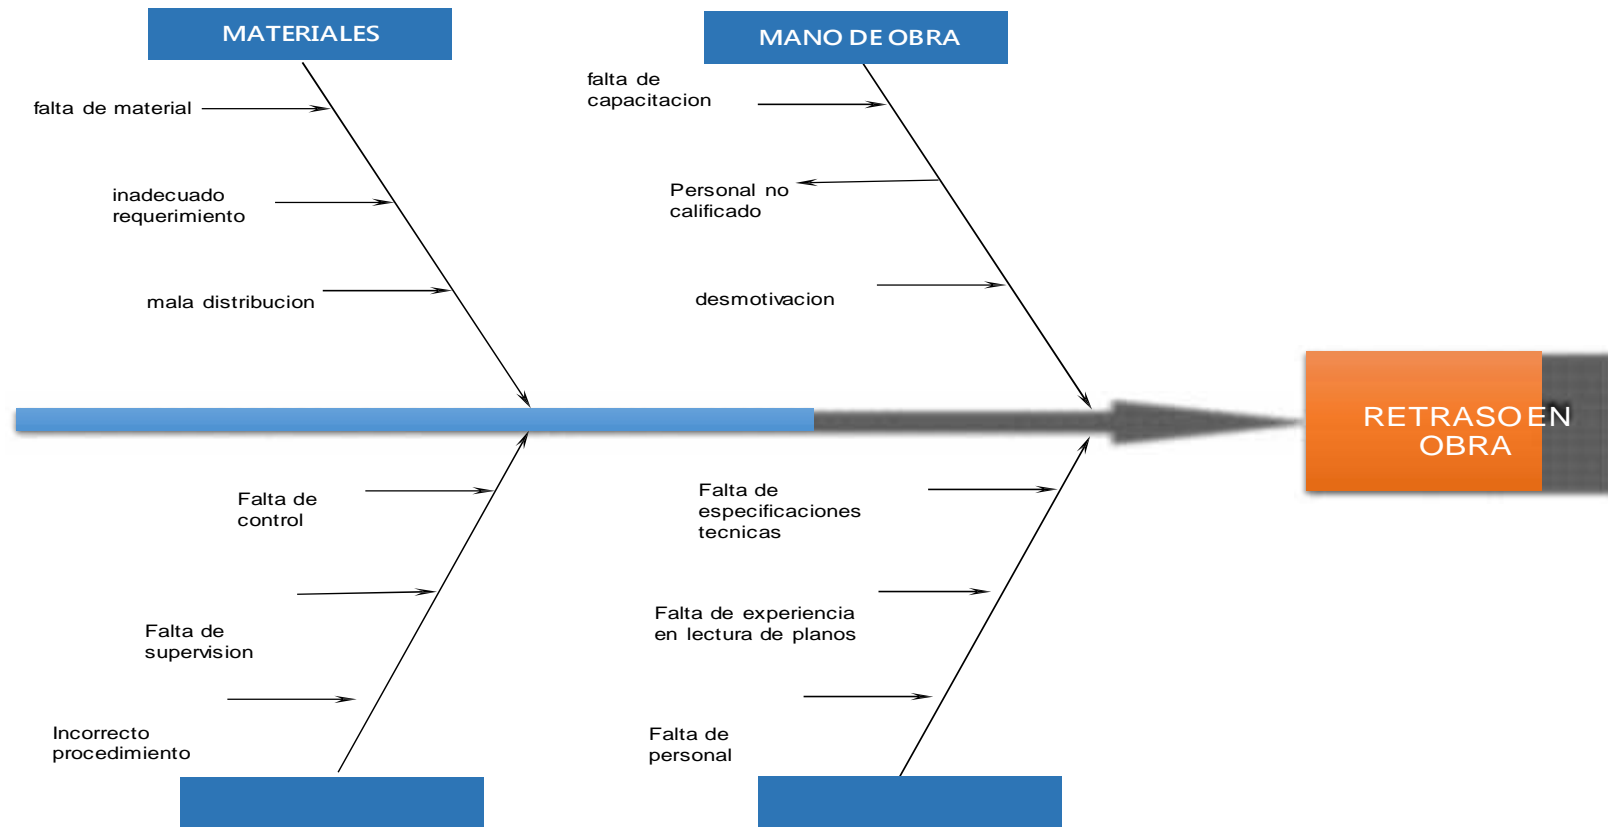 MATERIALES
MANO DE OBRA
falta de material
inadecuado
requerimiento
mala distribucion
falta de
capacitacion
Personal no
calificado
desmotivacion
RETRASO EN
OBRA
Falta de
control
Falta de
supervision
Incorrecto
procedimiento
Falta de
especificaciones
tecnicas
Falta de experiencia
en lectura de planos
Falta de
personal